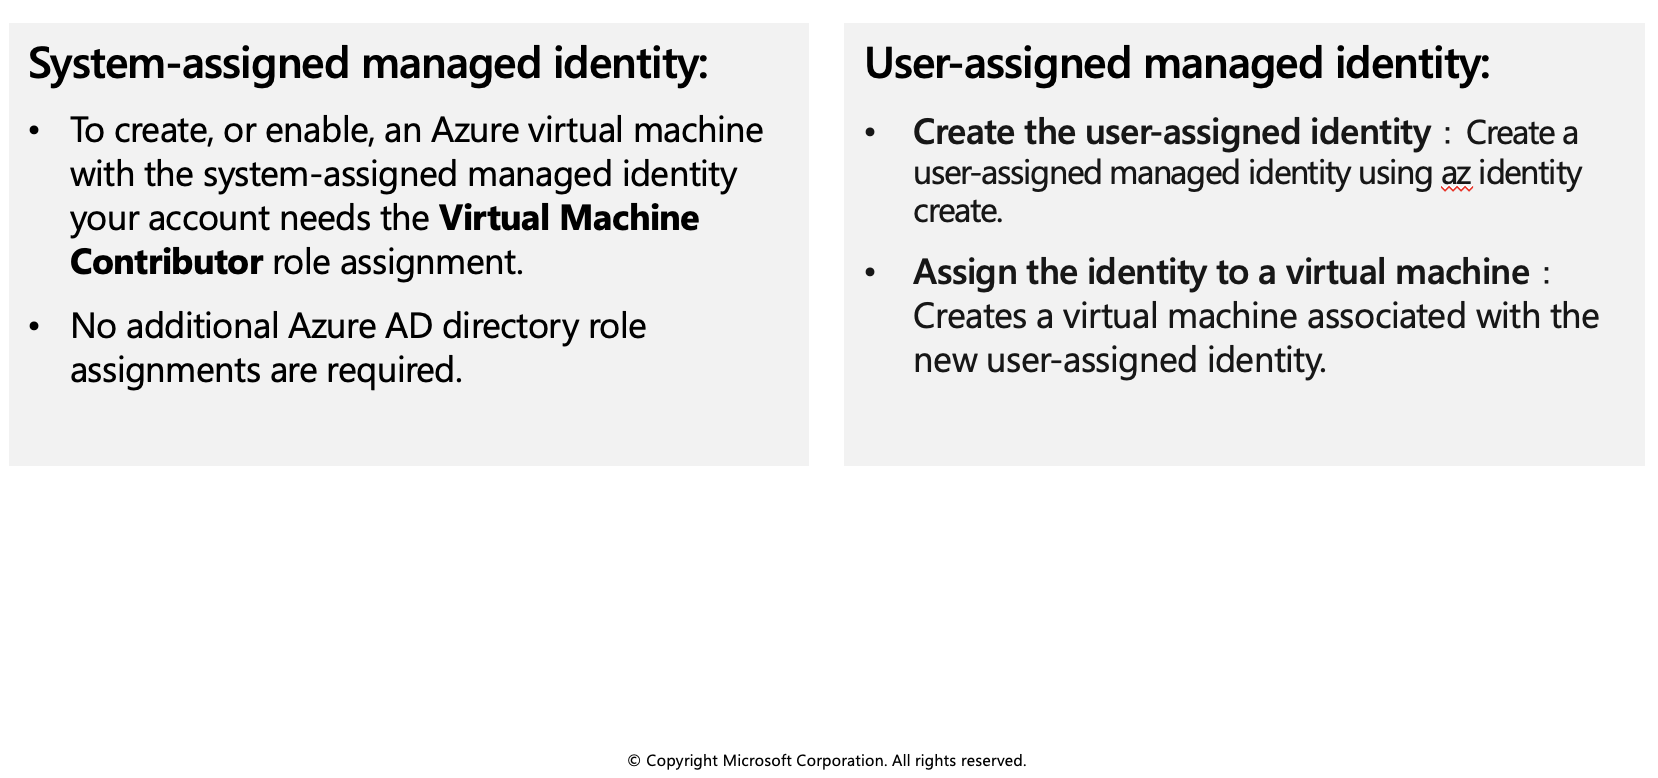 System-assigned managed identity:
• To create, or enable, an Azure virtual machine
with the system-assigned managed identity
your account needs the Virtual Machine
Contributor role assignment.
• No additional Azure AD directory role
assignments are required.
User-assigned managed identity:
• Create the user-assigned identity：Create a
user-assigned managed identity using az identity
create.
• Assign the identity to a virtual machine：
Creates a virtual machine associated with the
new user-assigned identity.
© Copyright Microsoft Corporation. All rights reserved.